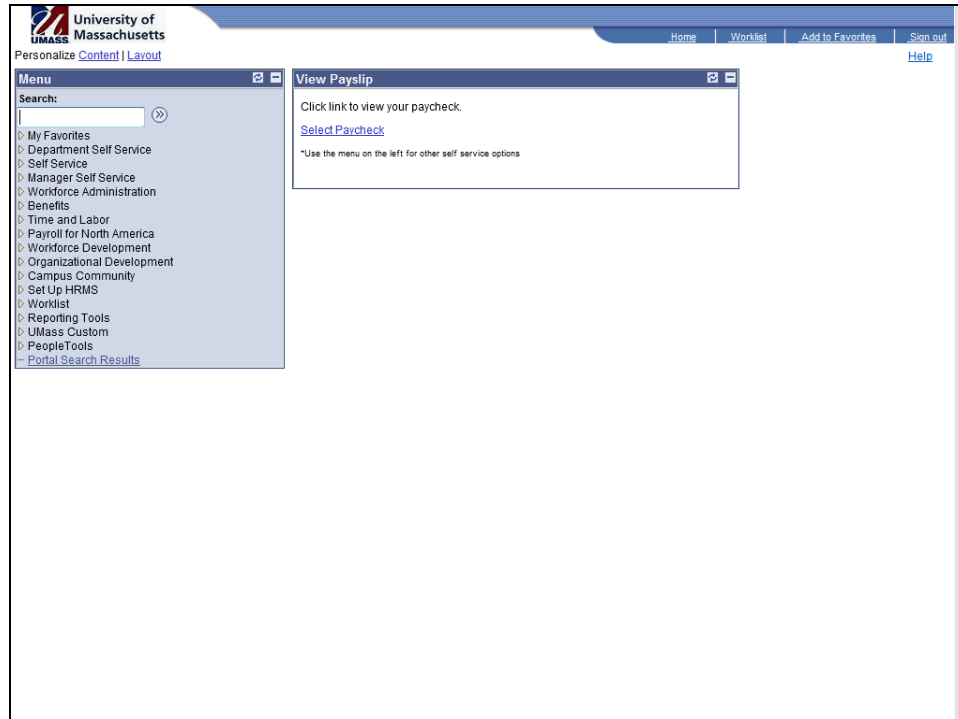 University of
Massachusetts
UMASS
Home Worklist Add to Favorites Sign out
Personalize Content | Layout
Help
Menu
Search:
My Favorites
Department Self Service
Self Service
Manager Self Service
Workforce Administration
Benefits
Time and Labor
Payroll for North America
Workforce Development
Organizational Development
Campus Community
Set Up HRMS
Worklist
Reporting Tools
UMass Custom
PeopleTools
Portal Search Results
View Payslip
Click link to view your paycheck.
Select Paycheck
*Use the menu on the left for other self service options